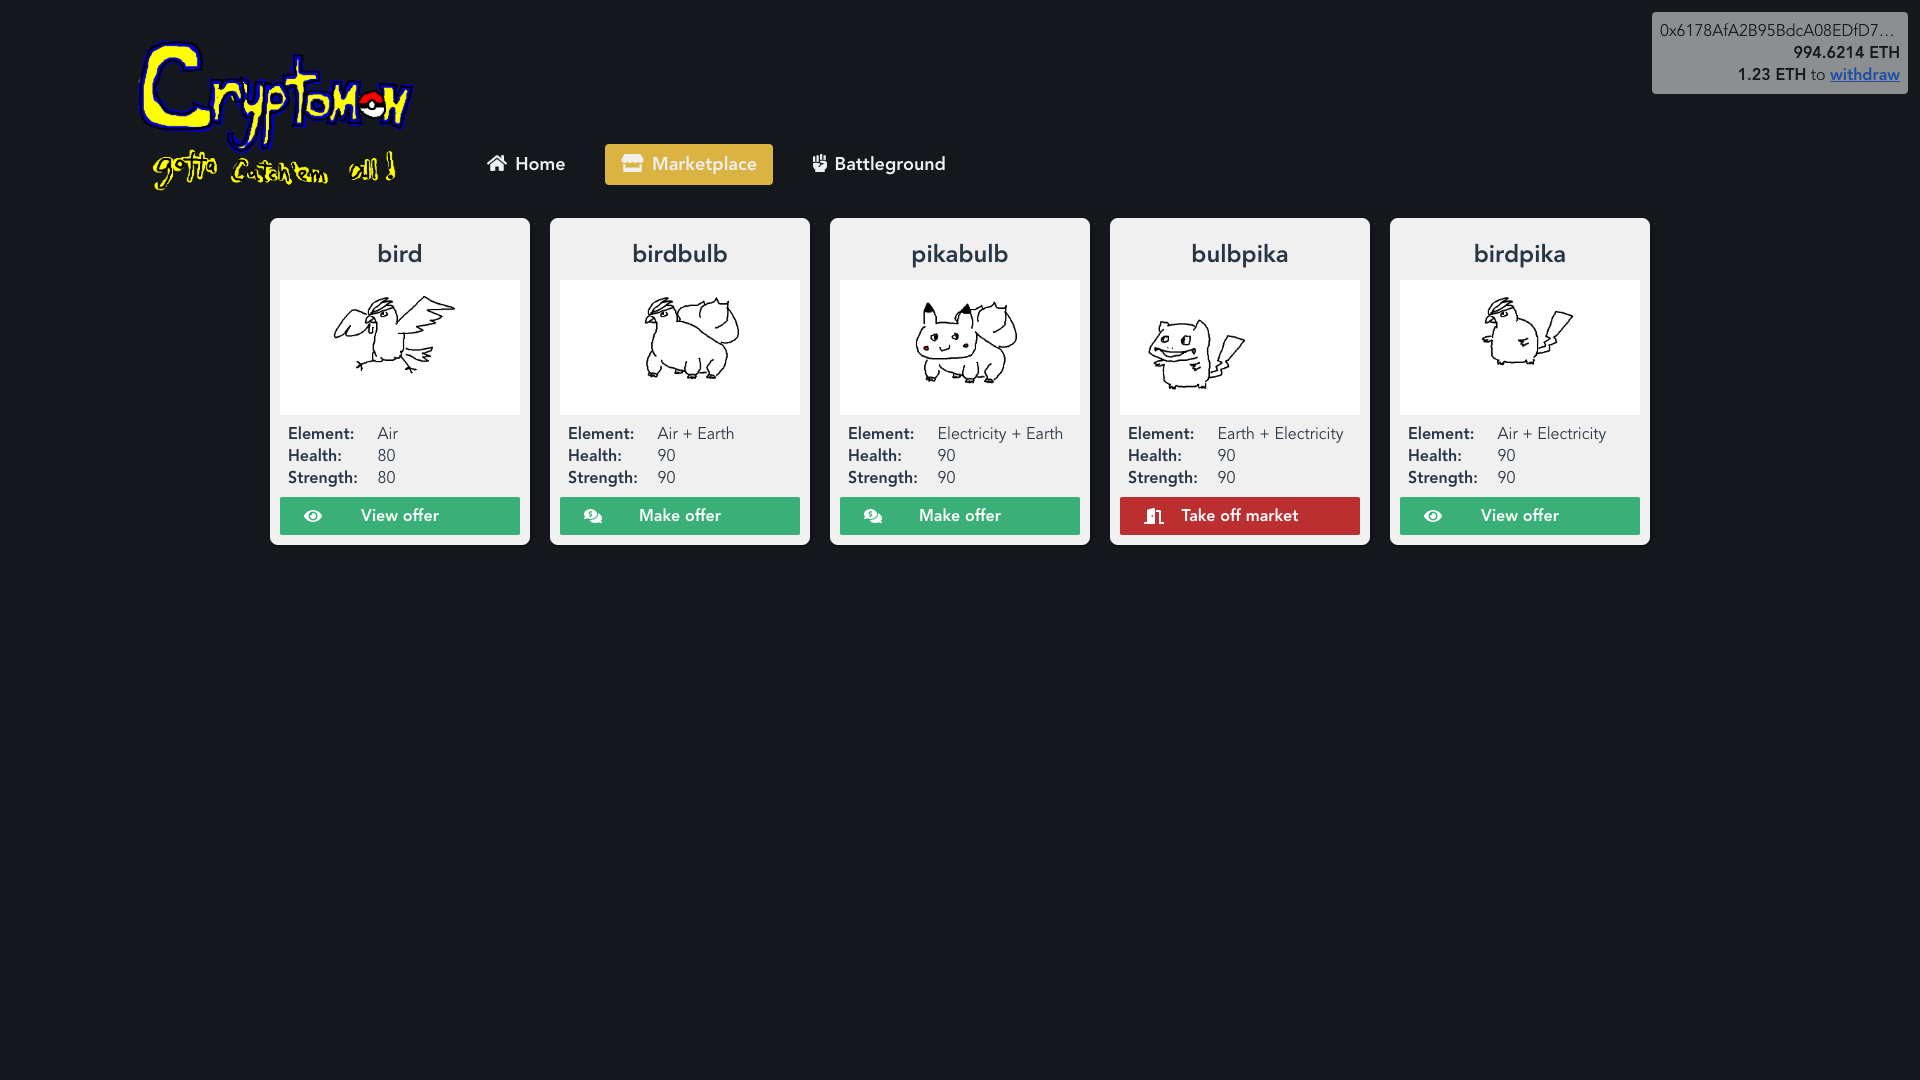 0x6178AfA2B95BdcA08EDfD7...
994.6214 ETH
1.23 ETH to withdraw
Cryptomon
gotta catch'em all!
Home
Marketplace
Battleground
bird
Element: Air
Health: 80
Strength: 80
View offer
birdbulb
Element: Air + Earth
Health: 90
Strength: 90
Make offer
pikabulb
Element: Electricity + Earth
Health: 90
Strength: 90
Make offer
bulbpika
Element: Earth + Electricity
Health: 90
Strength: 90
Take off market
birdpika
Element: Air + Electricity
Health: 90
Strength: 90
View offer